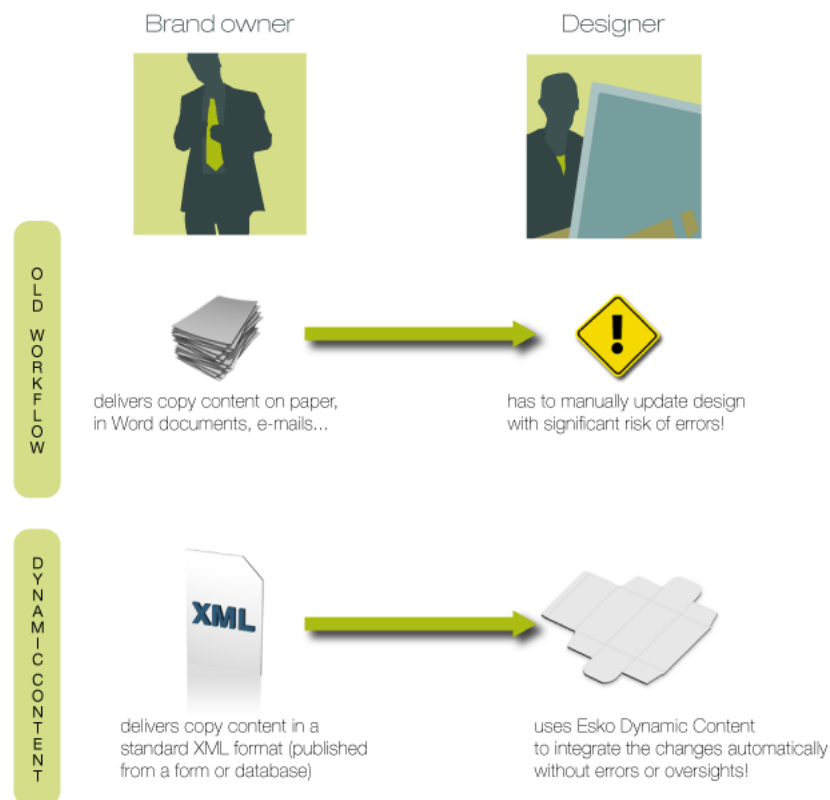 Brand owner
Designer
OLD WORKFLOW
delivers copy content on paper,
in Word documents, e-mails...
!
has to manually update design
with significant risk of errors!
DYNAMIC CONTENT
XML
delivers copy content in a
standard XML format (published
from a form or database)
uses Esko Dynamic Content
to integrate the changes automatically
without errors or oversights!